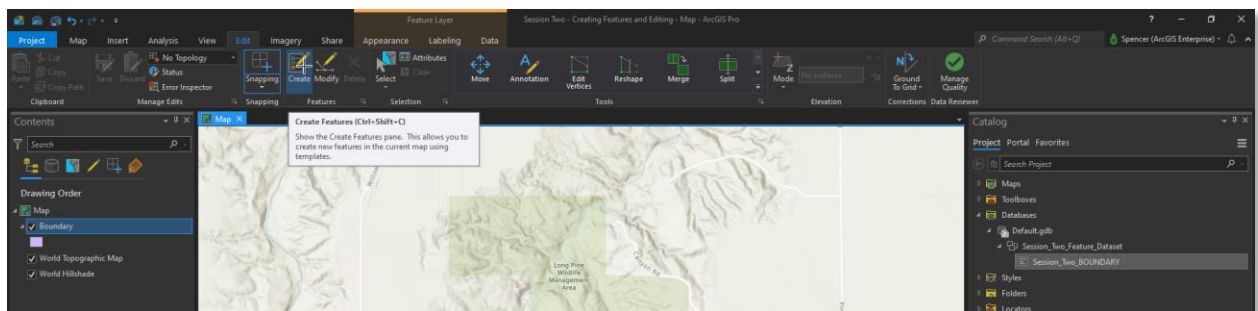 Feature Layer
Session Two - Creating Features and Editing - Map - ArcGIS Pro
? – ×
Project Map Insert Analysis View Edit Imagery Share Appearance Labeling Data
Command Search (Alt+Q)
Spencer (ArcGIS Enterprise)
Cut
Copy
Copy Path
Paste
Save Discard
No Topology
Status
Error Inspector
Snapping
Create Modify Delete
Select
Attributes
Clear
Move
Annotation
Edit
Vertices
Reshape
Merge
Split
Mode
No surfaces
Ground
To Grid
Manage
Quality
Clipboard
Manage Edits
Snapping
Features
Selection
Tools
Elevation
Corrections
Data Reviewer
Contents
Search
Drawing Order
Map
Boundary
World Topographic Map
World Hillshade
Map ×
Create Features (Ctrl+Shift+C)
Show the Create Features pane. This allows you to
create new features in the current map using
templates.
Long Pine
Wildlife
Management
Area
Canyon Rd
Catalog
Project Portal Favorites
Search Project
Maps
Toolboxes
Databases
Default.gdb
Session_Two_Feature_Dataset
Session_Two_BOUNDARY
Styles
Folders
Locators